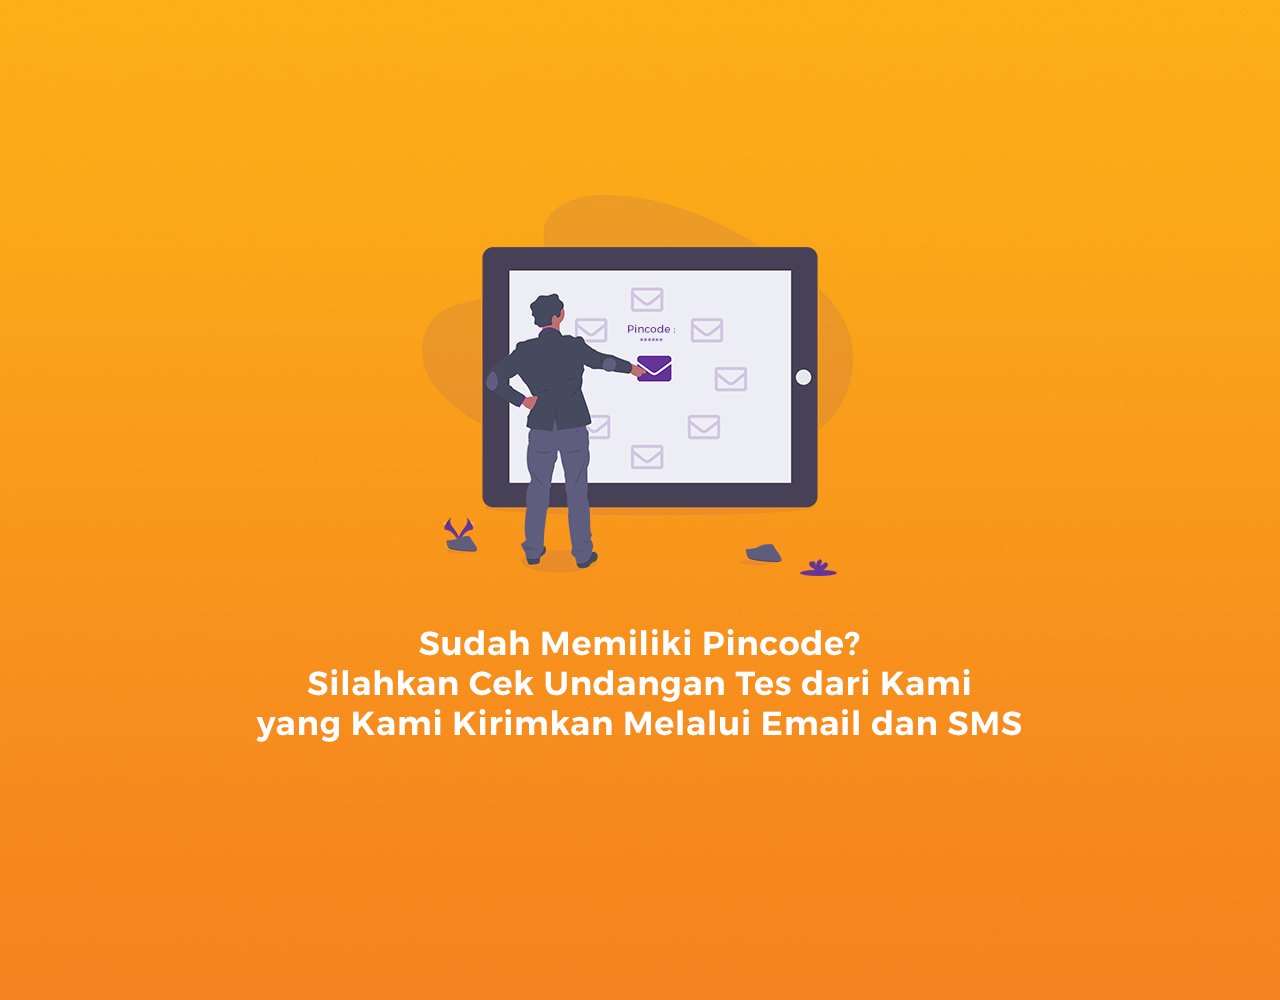 Pincode :
******
Sudah Memiliki Pincode?
Silahkan Cek Undangan Tes dari Kami
yang Kami Kirimkan Melalui Email dan SMS